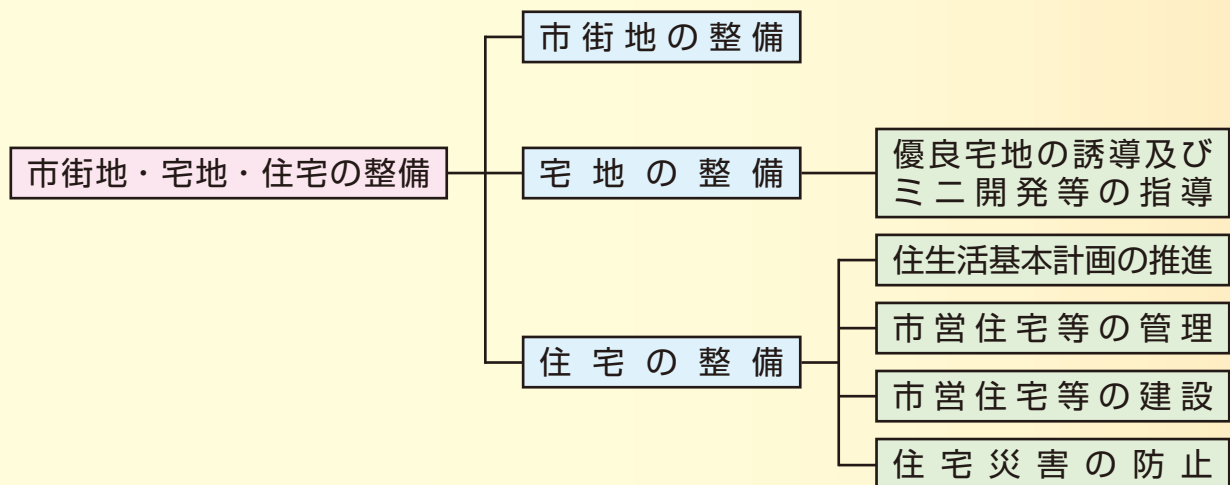 市街地の整備
市街地・宅地・住宅の整備
宅地の整備
優良宅地の誘導及び
ミニ開発等の指導
住宅の整備
住生活基本計画の推進
市営住宅等の管理
市営住宅等の建設
住宅災害の防止